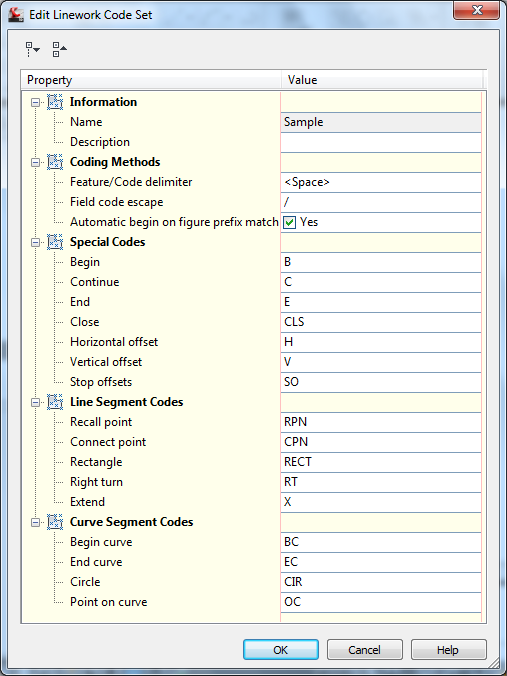 Edit Linework Code Set
Property Value
Information
Name Sample
Description
Coding Methods
Feature/Code delimiter <Space>
Field code escape /
Automatic begin on figure prefix match Yes
Special Codes
Begin B
Continue C
End E
Close CLS
Horizontal offset H
Vertical offset V
Stop offsets SO
Line Segment Codes
Recall point RPN
Connect point CPN
Rectangle RECT
Right turn RT
Extend X
Curve Segment Codes
Begin curve BC
End curve EC
Circle CIR
Point on curve OC
OK Cancel Help